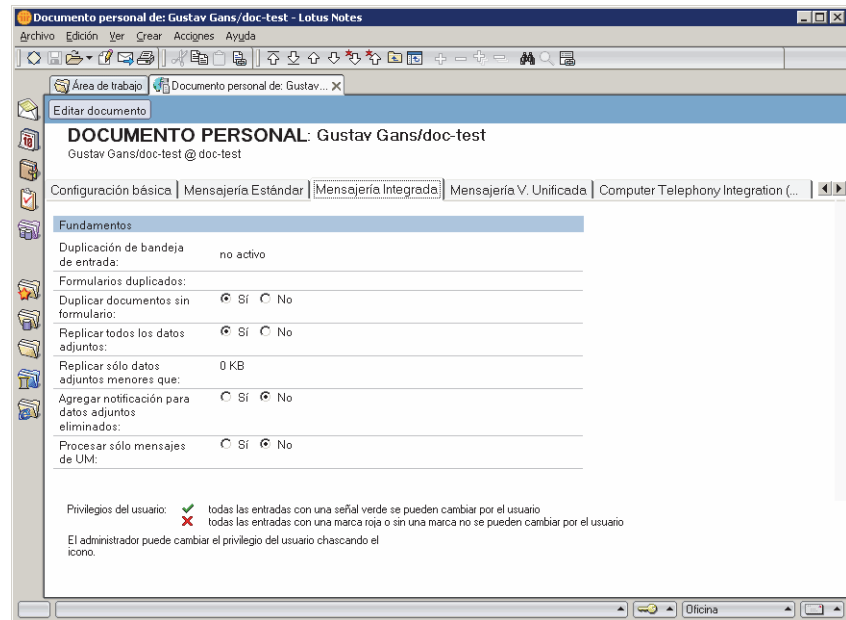 Documento personal de: Gustav Gans/doc-test - Lotus Notes
Archivo Edición Ver Crear Acciones Ayuda
Área de trabajo Documento personal de: Gustav...
Editar documento
DOCUMENTO PERSONAL: Gustav Gans/doc-test
Gustav Gans/doc-test @ doc-test
Configuración básica Mensajería Estándar Mensajería Integrada Mensajería V. Unificada Computer Telephony Integration (...
Fundamentos
Duplicación de bandeja
de entrada: no activo
Formularios duplicados:
Duplicar documentos sin Sí No
formulario:
Replicar todos los datos Sí No
adjuntos:
Replicar sólo datos 0 KB
adjuntos menores que:
Agregar notificación para Sí No
datos adjuntos
eliminados:
Procesar sólo mensajes Sí No
de UM:
Privilegios del usuario: todas las entradas con una señal verde se pueden cambiar por el usuario
todas las entradas con una marca roja o sin una marca no se pueden cambiar por el usuario
El administrador puede cambiar el privilegio del usuario chascando el
icono.
Oficina